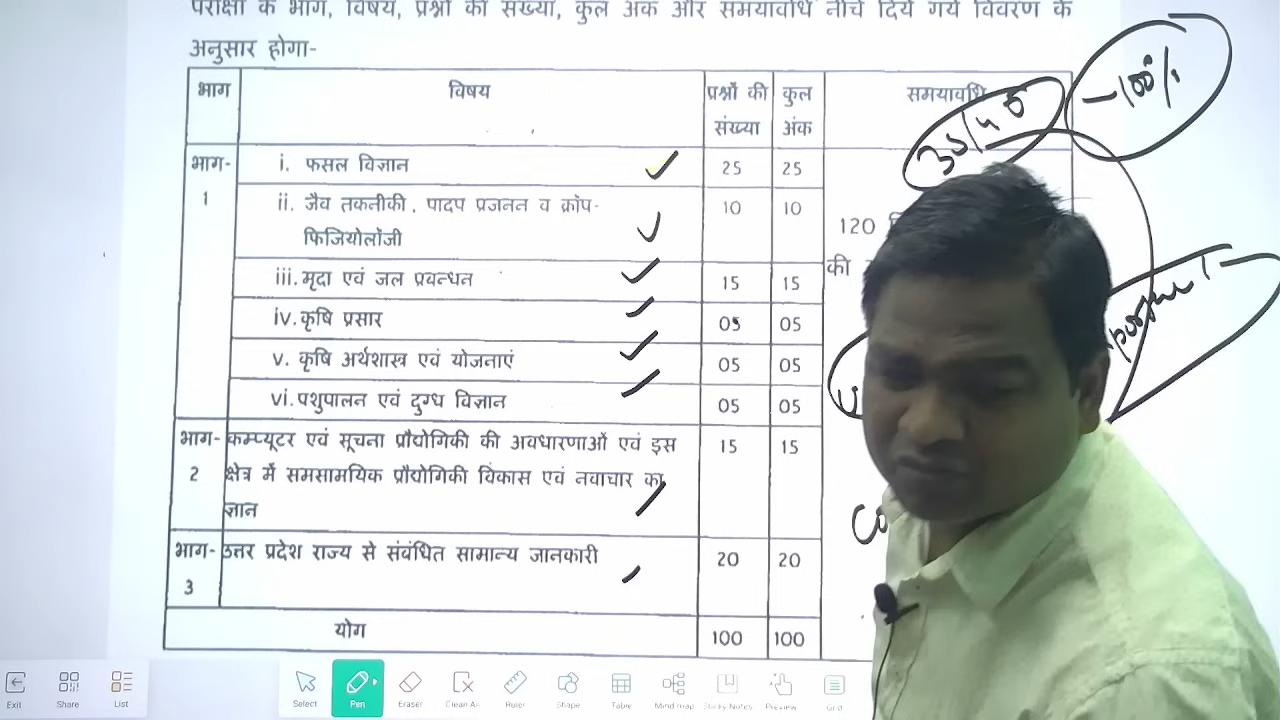 परीक्षा के भाग, विषय, प्रश्नों की संख्या, कुल अंक और समयावधि नीचे दिये गये विवरण के
अनुसार होगा-
भाग विषय प्रश्नों की संख्या कुल अंक समयावधि
भाग-1 i. फसल विज्ञान 25 25
ii. जैव तकनीकी, पादप प्रजनन व क्रॉप- 10 10
फिजियोलॉजी
120
iii. मृदा एवं जल प्रबन्धन 15 15
की
iv. कृषि प्रसार 05 05
v. कृषि अर्थशास्त्र एवं योजनाएं 05 05
vi. पशुपालन एवं दुग्ध विज्ञान 05 05
भाग-2 कम्प्यूटर एवं सूचना प्रौद्योगिकी की अवधारणाओं एवं इस 15 15
क्षेत्र में समसामयिक प्रौद्योगिकी विकास एवं नवाचार का
ज्ञान
भाग-3 उत्तर प्रदेश राज्य से संबंधित सामान्य जानकारी 20 20
योग 100 100
-100%
35/40
Exit Share List Select Pen Eraser Clean All Ruler Shape Table Mind map Sticky Notes Preview Grid